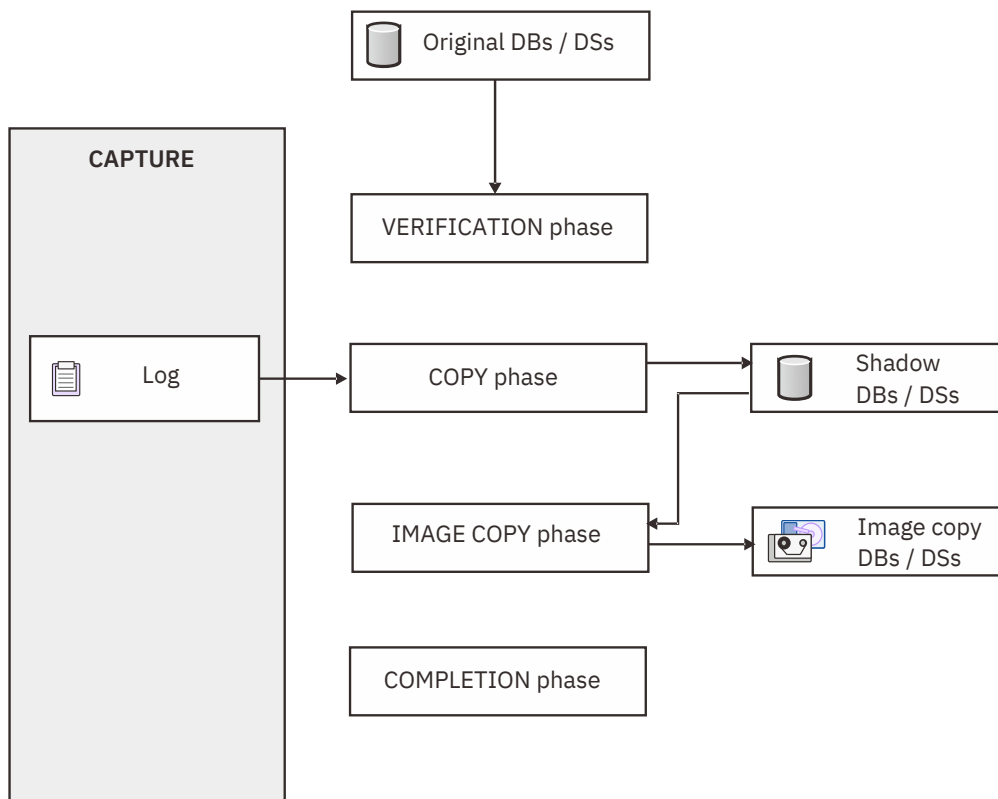 Original DBs / DSs
CAPTURE
VERIFICATION phase
Log
COPY phase
Shadow
DBs / DSs
IMAGE COPY phase
Image copy
DBs / DSs
COMPLETION phase